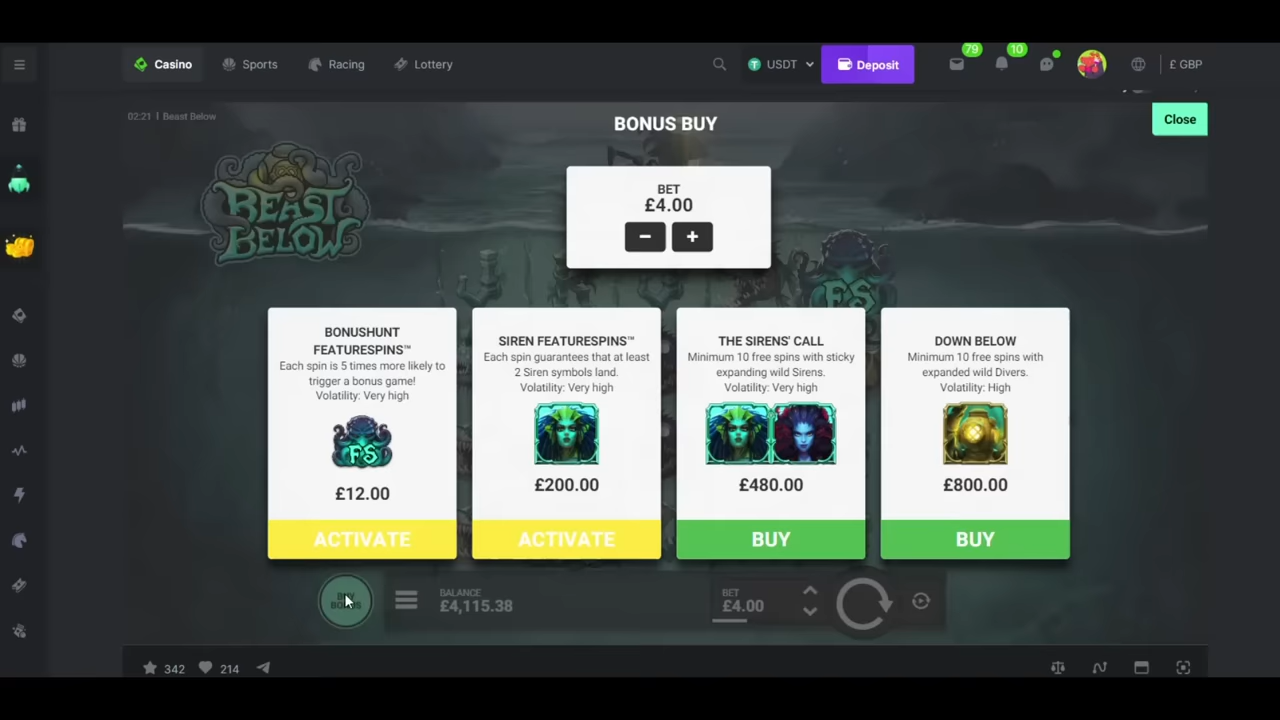 Casino
Sports
Racing
Lottery
USDT
Deposit
79
10
£ GBP
02:21 | Beast Below
BONUS BUY
Close
BEAST
BELOW
BET
£4.00
FS
BONUSHUNT
FEATURESPINS™
Each spin is 5 times more likely to
trigger a bonus game!
Volatility: Very high
FS
£12.00
ACTIVATE
SIREN FEATURESPINS™
Each spin guarantees that at least
2 Siren symbols land.
Volatility: Very high
£200.00
ACTIVATE
THE SIRENS' CALL
Minimum 10 free spins with sticky
expanding wild Sirens.
Volatility: Very high
£480.00
BUY
DOWN BELOW
Minimum 10 free spins with
expanded wild Divers.
Volatility: High
£800.00
BUY
BUY
BONUS
BALANCE
£4,115.38
BET
£4.00
342
214